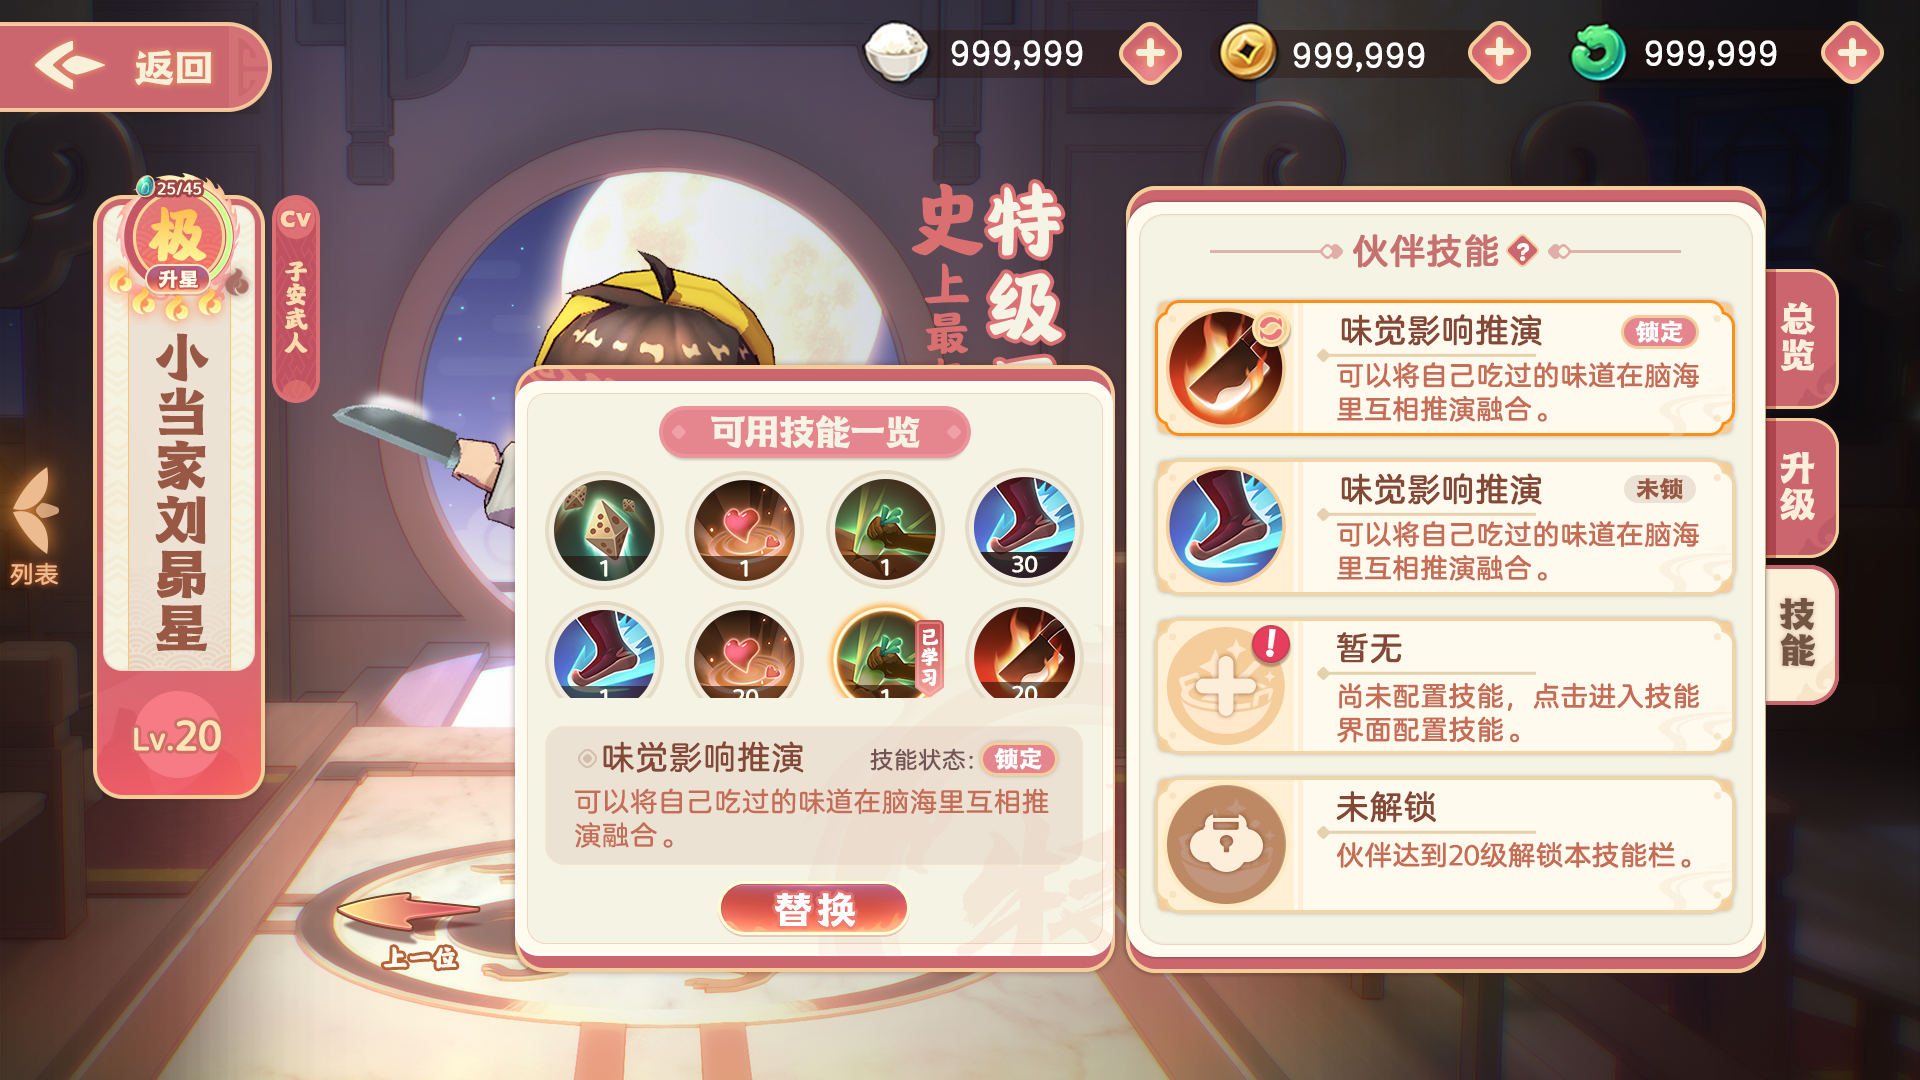 返回
999,999
999,999
999,999
25/45
极
升星
小当家刘昴星
Lv.20
CV
子安武人
列表
特级
史上最
上一位
可用技能一览
1
1
1
30
1
20
已学习
1
20
味觉影响推演
技能状态：
锁定
可以将自己吃过的味道在脑海里互相推
演融合。
替换
伙伴技能
?
味觉影响推演
锁定
可以将自己吃过的味道在脑海
里互相推演融合。
味觉影响推演
未锁
可以将自己吃过的味道在脑海
里互相推演融合。
暂无
尚未配置技能，点击进入技能
界面配置技能。
未解锁
伙伴达到20级解锁本技能栏。
总览
升级
技能